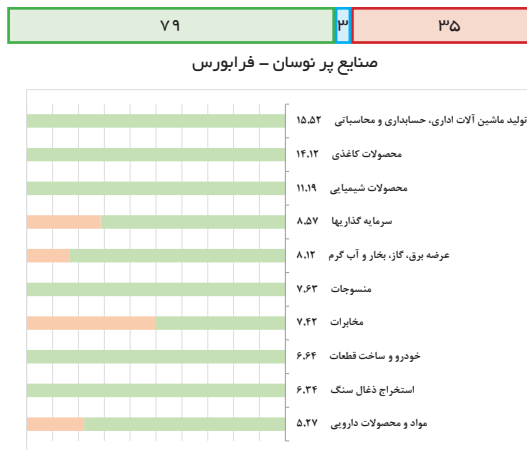 ۷۹ ۳ ۳۵
صنایع پر نوسان – فرابورس
تولید ماشین آلات اداری، حسابداری و محاسباتی ۱۵.۵۲
محصولات کاغذی ۱۴.۱۲
محصولات شیمیایی ۱۱.۱۹
سرمایه گذاریها ۸.۵۷
عرضه برق، گاز، بخار و آب گرم ۸.۱۲
منسوجات ۷.۶۳
مخابرات ۷.۴۲
خودرو و ساخت قطعات ۶.۶۴
استخراج ذغال سنگ ۶.۳۴
مواد و محصولات دارویی ۵.۲۷